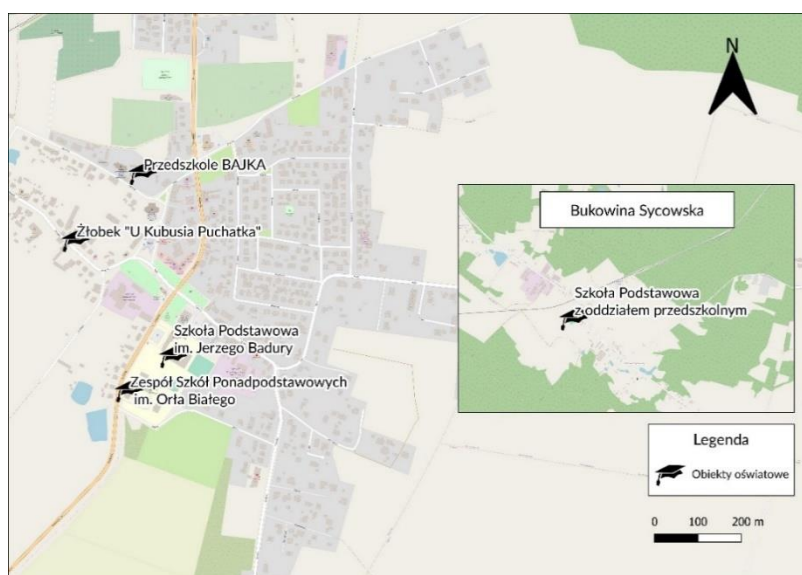 N
Przedszkole BAJKA
Żłobek "U Kubusia Puchatka"
Szkoła Podstawowa
im. Jerzego Badury
Zespół Szkół Ponadpodstawowych
im. Orła Białego
Bukowina Sycowska
Szkoła Podstawowa
z oddziałem przedszkolnym
Legenda
Obiekty oświatowe
0 100 200 m